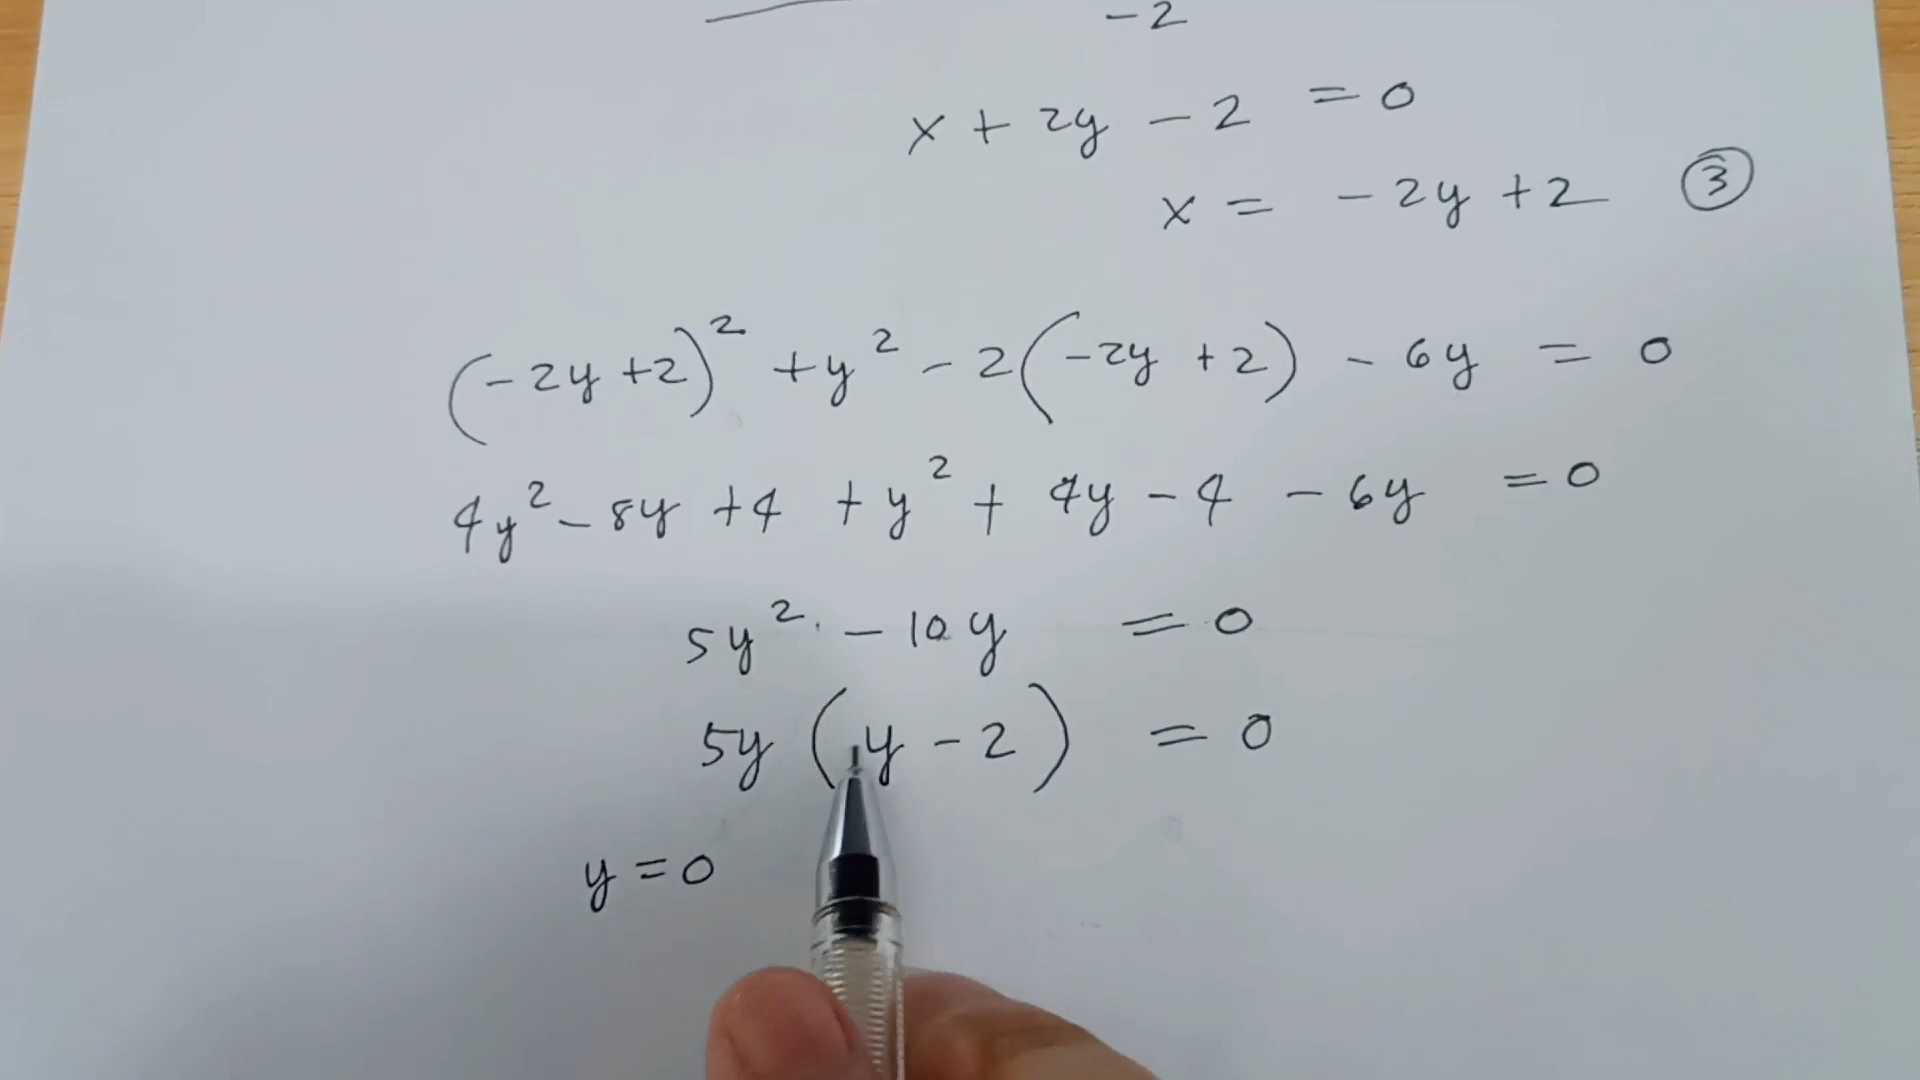 - 2
x + 2y - 2 = 0
x = - 2y + 2 ③
(-2y+2)² + y² - 2(-2y +2) - 6y = 0
4y² - 8y + 4 + y² + 4y - 4 - 6y = 0
5y² - 10y = 0
5y (y - 2) = 0
y = 0